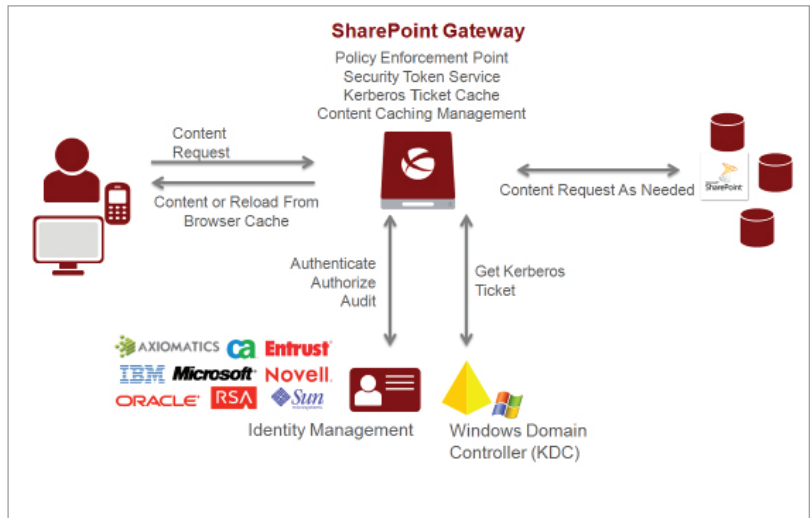 SharePoint Gateway
Policy Enforcement Point
Security Token Service
Kerberos Ticket Cache
Content Caching Management
Content
Request
Content or Reload From
Browser Cache
Content Request As Needed
SharePoint
Authenticate
Authorize
Audit
Get Kerberos
Ticket
AXIOMATICS
ca
Entrust
IBM
Microsoft
Novell.
ORACLE
RSA
Sun
Identity Management
Windows Domain
Controller (KDC)